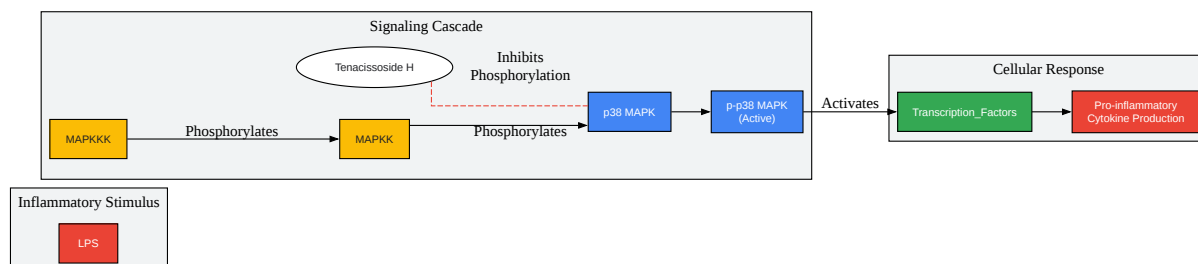 Signaling Cascade
Tenacissoside H
Inhibits
Phosphorylation
MAPKKK
Phosphorylates
MAPKK
Phosphorylates
p38 MAPK
p-p38 MAPK
(Active)
Activates
Cellular Response
Transcription_Factors
Pro-inflammatory
Cytokine Production
Inflammatory Stimulus
LPS